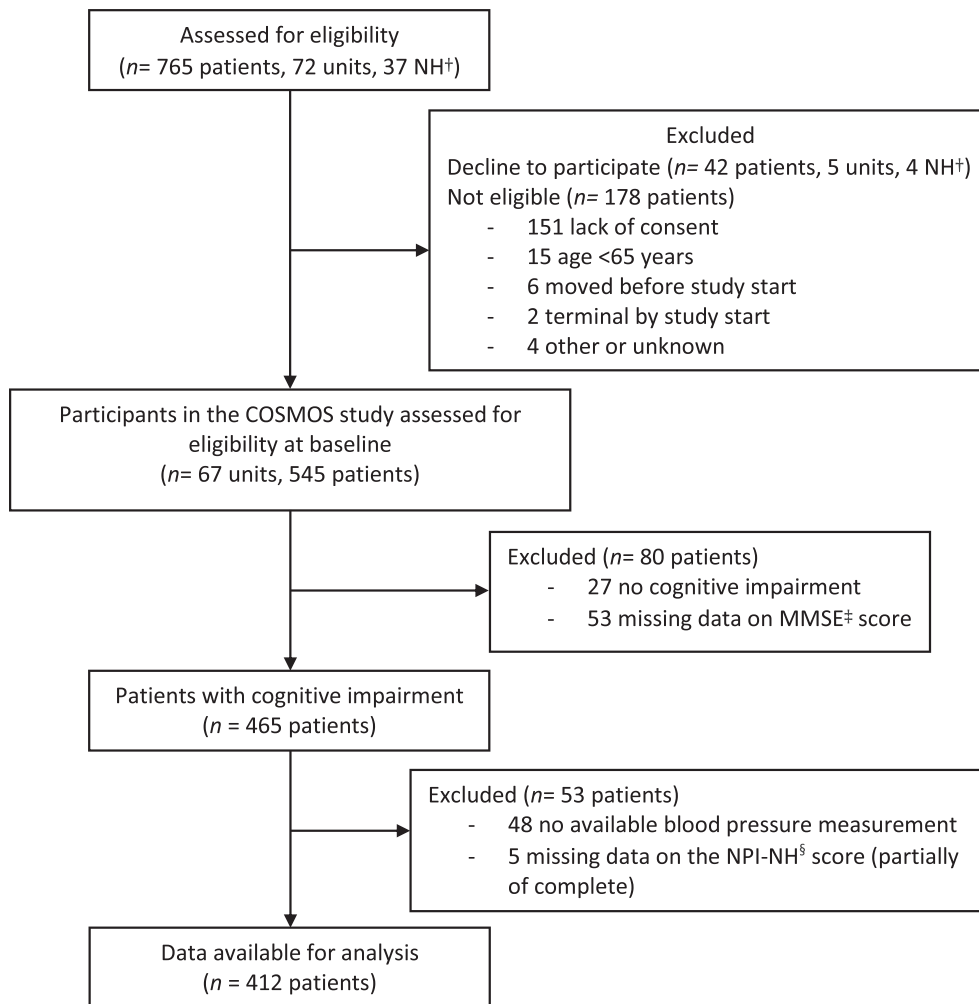 Assessed for eligibility
(n= 765 patients, 72 units, 37 NH†)
Excluded
Decline to participate (n= 42 patients, 5 units, 4 NH†)
Not eligible (n= 178 patients)
- 151 lack of consent
- 15 age <65 years
- 6 moved before study start
- 2 terminal by study start
- 4 other or unknown
Participants in the COSMOS study assessed for
eligibility at baseline
(n= 67 units, 545 patients)
Excluded (n= 80 patients)
- 27 no cognitive impairment
- 53 missing data on MMSE‡ score
Patients with cognitive impairment
(n = 465 patients)
Excluded (n= 53 patients)
- 48 no available blood pressure measurement
- 5 missing data on the NPI-NH§ score (partially
of complete)
Data available for analysis
(n = 412 patients)